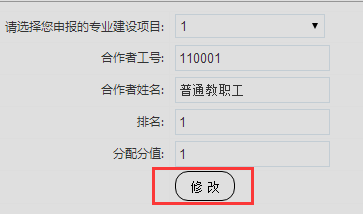 请选择您申报的专业建设项目: 1
合作者工号: 110001
合作者姓名: 普通教职工
排名: 1
分配分值: 1
修 改